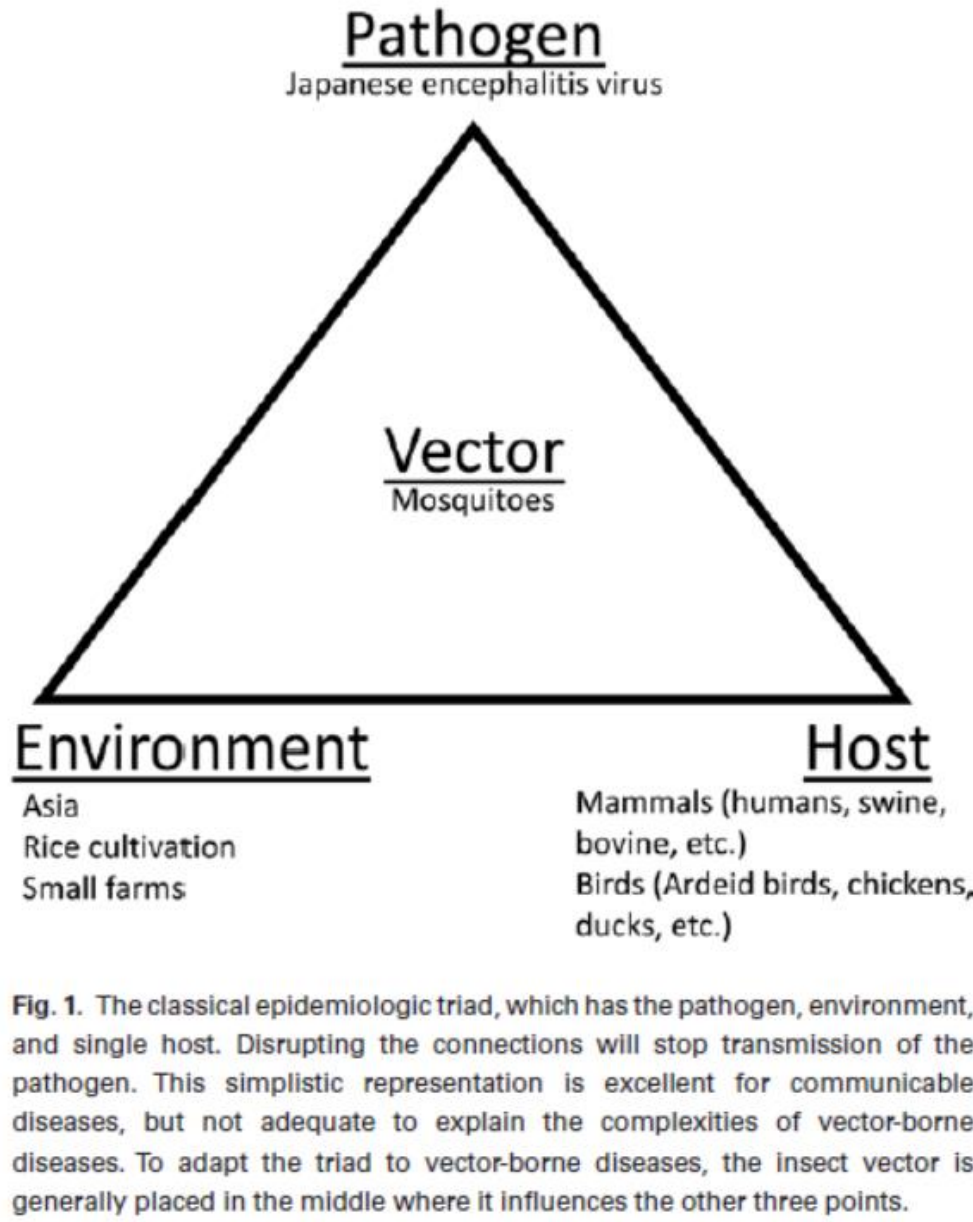 Pathogen
Japanese encephalitis virus
Vector
Mosquitoes
Environment
Asia
Rice cultivation
Small farms
Host
Mammals (humans, swine,
bovine, etc.)
Birds (Ardeid birds, chickens,
ducks, etc.)
Fig. 1. The classical epidemiologic triad, which has the pathogen, environment,
and single host. Disrupting the connections will stop transmission of the
pathogen. This simplistic representation is excellent for communicable
diseases, but not adequate to explain the complexities of vector-borne
diseases. To adapt the triad to vector-borne diseases, the insect vector is
generally placed in the middle where it influences the other three points.